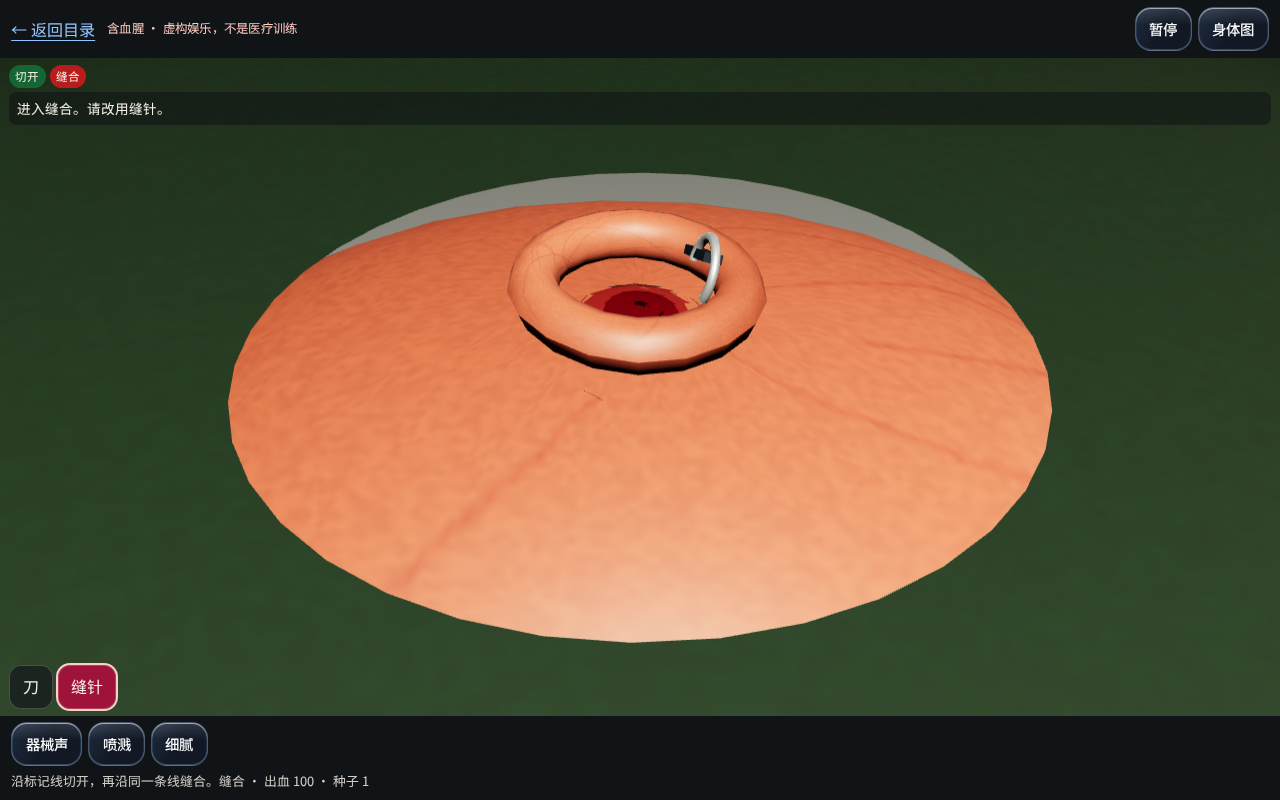 ← 返回目录
含血腥 · 虚构娱乐，不是医疗训练
暂停
身体图
切开
缝合
进入缝合。请改用缝针。
刀
缝针
器械声
喷溅
细腻
沿标记线切开，再沿同一条线缝合。缝合 · 出血 100 · 种子 1